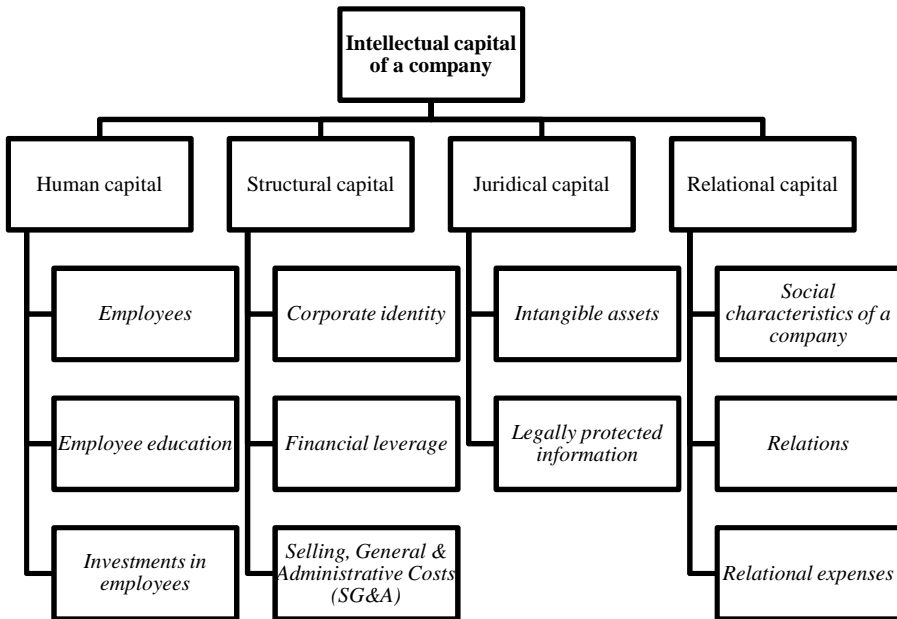 Intellectual capital
of a company
Human capital
Structural capital
Juridical capital
Relational capital
Employees
Corporate identity
Intangible assets
Social
characteristics of a
company
Employee education
Financial leverage
Legally protected
information
Relations
Investments in
employees
Selling, General &
Administrative Costs
(SG&A)
Relational expenses